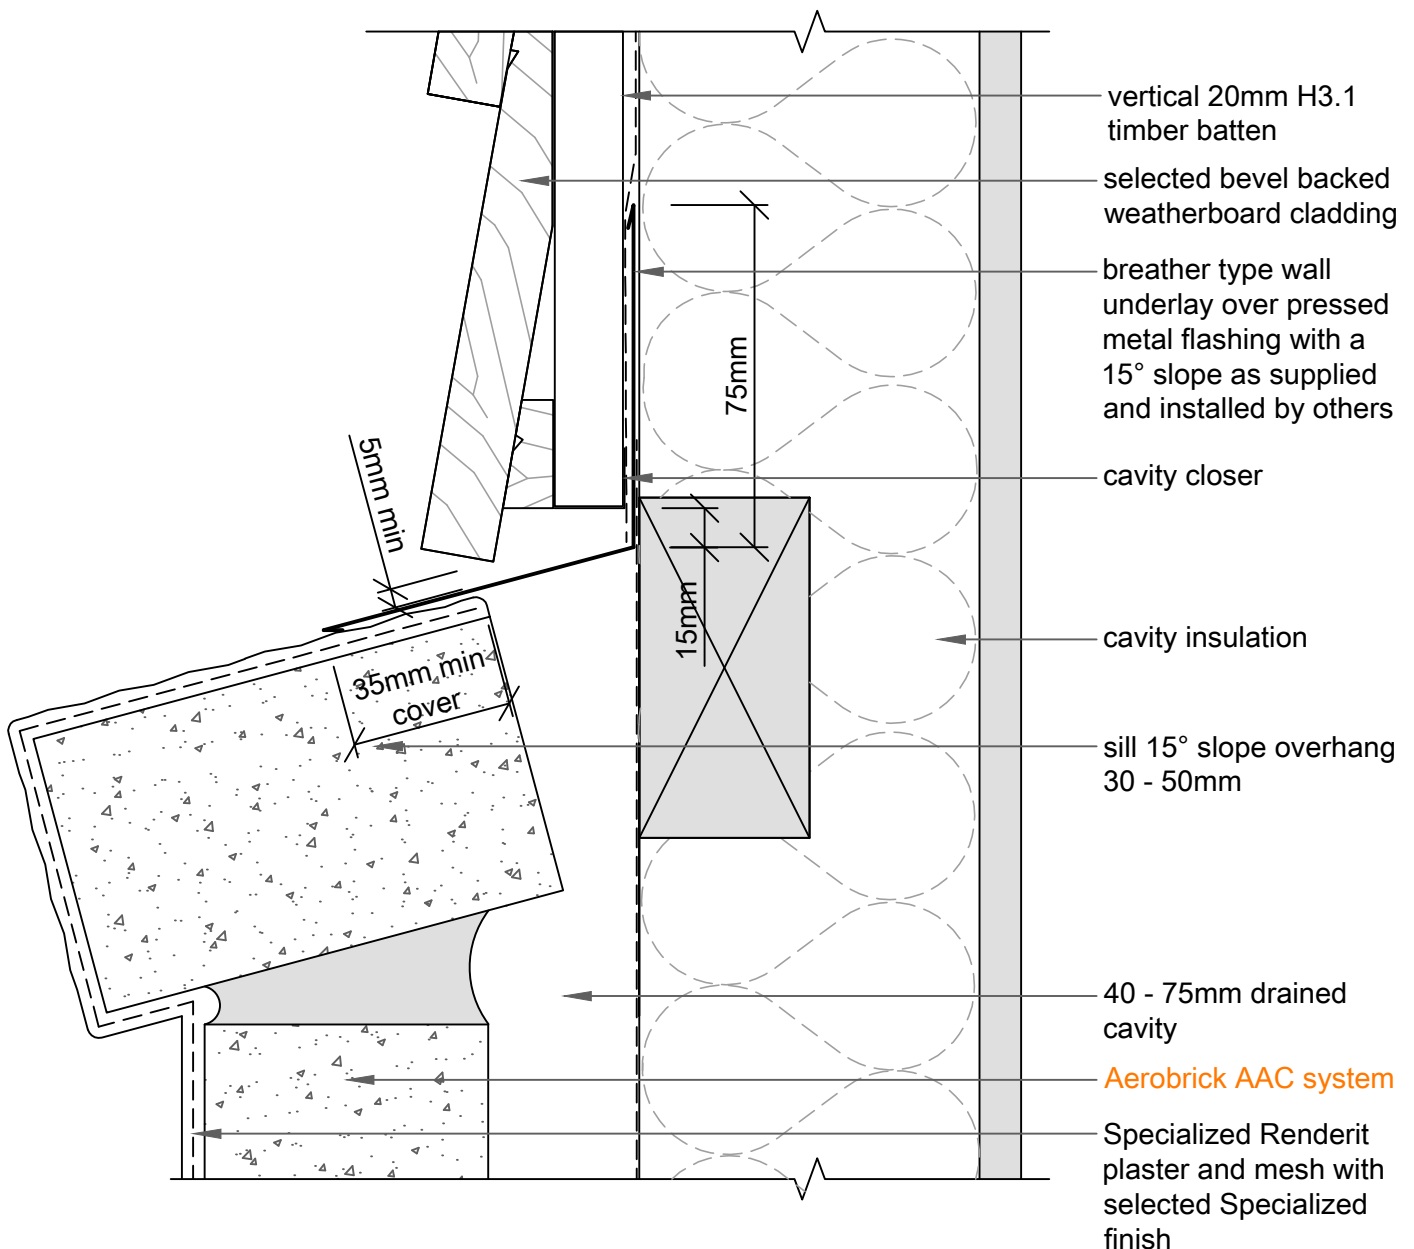 vertical 20mm H3.1
timber batten
selected bevel backed
weatherboard cladding
breather type wall
underlay over pressed
metal flashing with a
15° slope as supplied
and installed by others
75mm
5mm min
cavity closer
15mm
cavity insulation
35mm min
cover
sill 15° slope overhang
30 - 50mm
40 - 75mm drained
cavity
Aerobrick AAC system
Specialized Renderit
plaster and mesh with
selected Specialized
finish